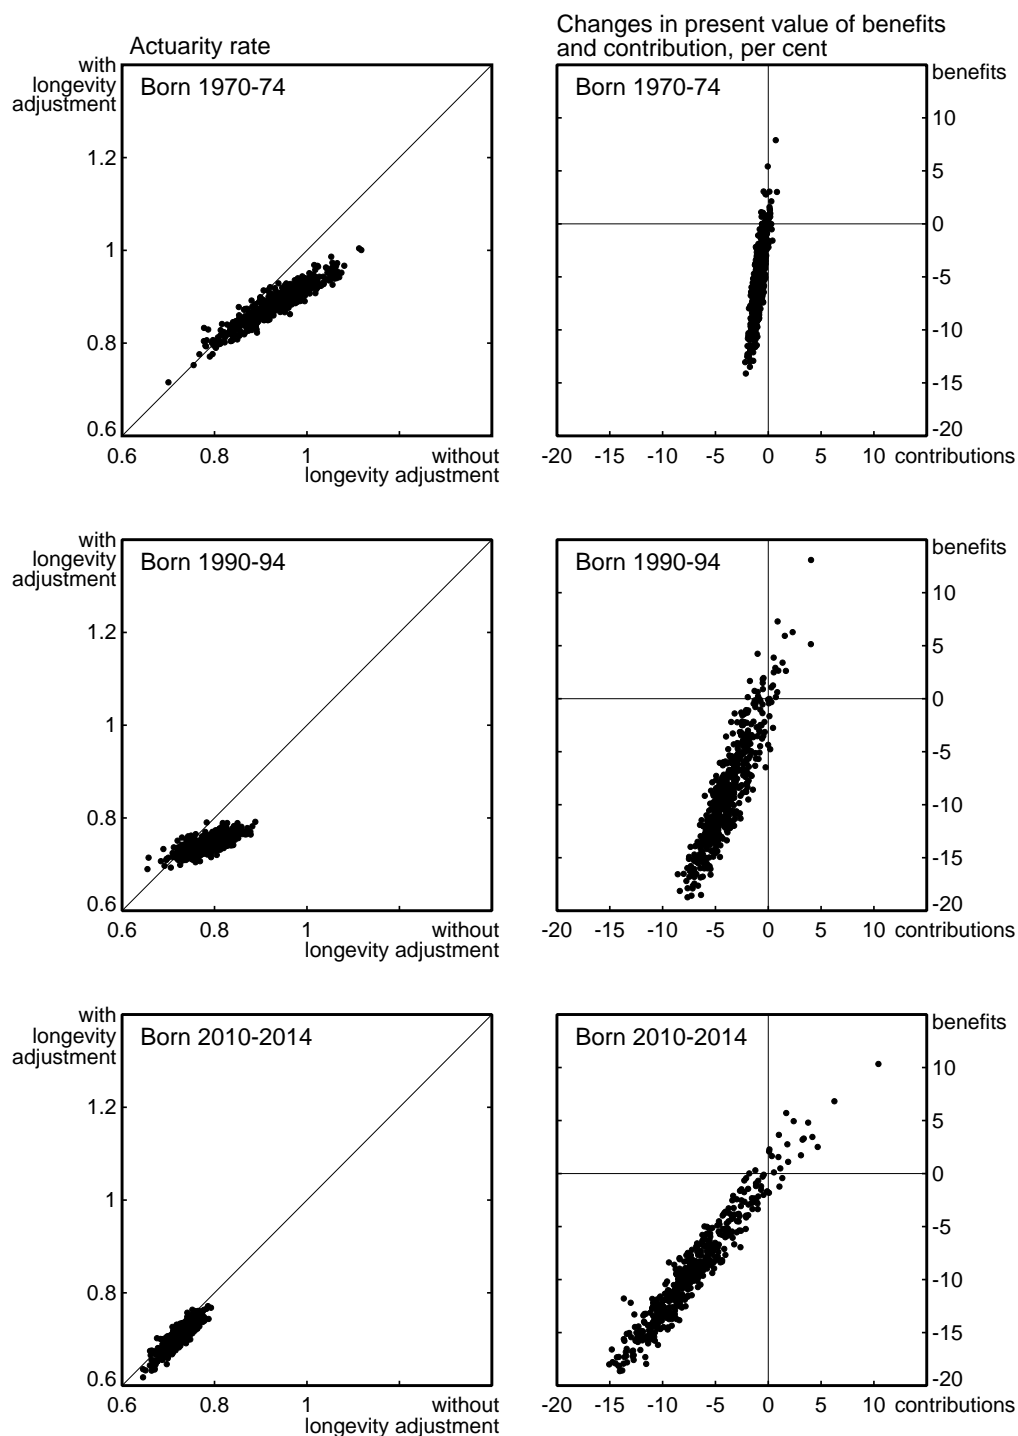 Actuarity rate
Changes in present value of benefits
and contribution, per cent
with
longevity
adjustment
Born 1970-74
1.2
1
0.8
0.6
0.6 0.8 1 without
longevity adjustment
Born 1970-74
benefits
10
5
0
-5
-10
-15
-20
-20 -15 -10 -5 0 5 10 contributions
with
longevity
adjustment
Born 1990-94
1.2
1
0.8
0.6
0.6 0.8 1 without
longevity adjustment
Born 1990-94
benefits
10
5
0
-5
-10
-15
-20
-20 -15 -10 -5 0 5 10 contributions
with
longevity
adjustment
Born 2010-2014
1.2
1
0.8
0.6
0.6 0.8 1 without
longevity adjustment
Born 2010-2014
benefits
10
5
0
-5
-10
-15
-20
-20 -15 -10 -5 0 5 10 contributions